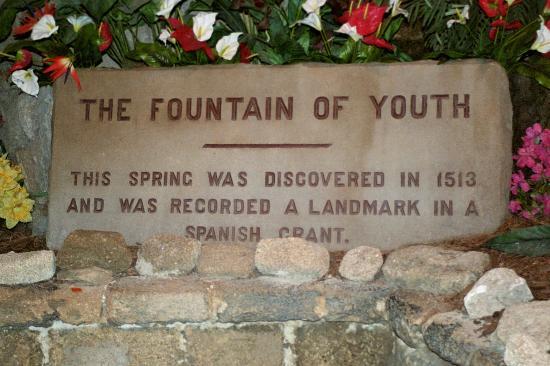 THE FOUNTAIN OF YOUTH
THIS SPRING WAS DISCOVERED IN 1513
AND WAS RECORDED A LANDMARK IN A
SPANISH GRANT.